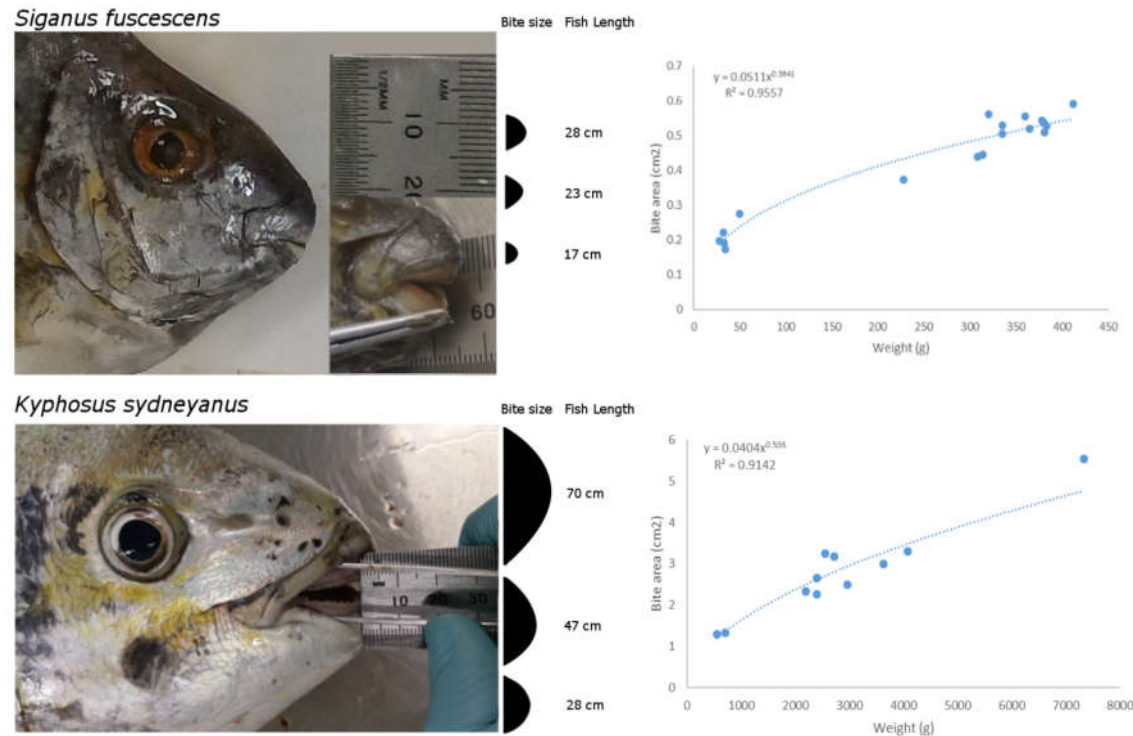 Siganus fuscescens
Bite size Fish Length
28 cm
23 cm
17 cm
1/2MM
MM
10
20
60
y = 0.0511x^0.3941
R² = 0.9557
0.7
0.6
0.5
0.4
0.3
0.2
0.1
0
Bite area (cm2)
0 50 100 150 200 250 300 350 400 450
Weight (g)
Kyphosus sydneyanus
Bite size Fish Length
70 cm
47 cm
28 cm
10 20 30
y = 0.0404x^0.536
R² = 0.9142
6
5
4
3
2
1
0
Bite area (cm2)
0 1000 2000 3000 4000 5000 6000 7000 8000
Weight (g)